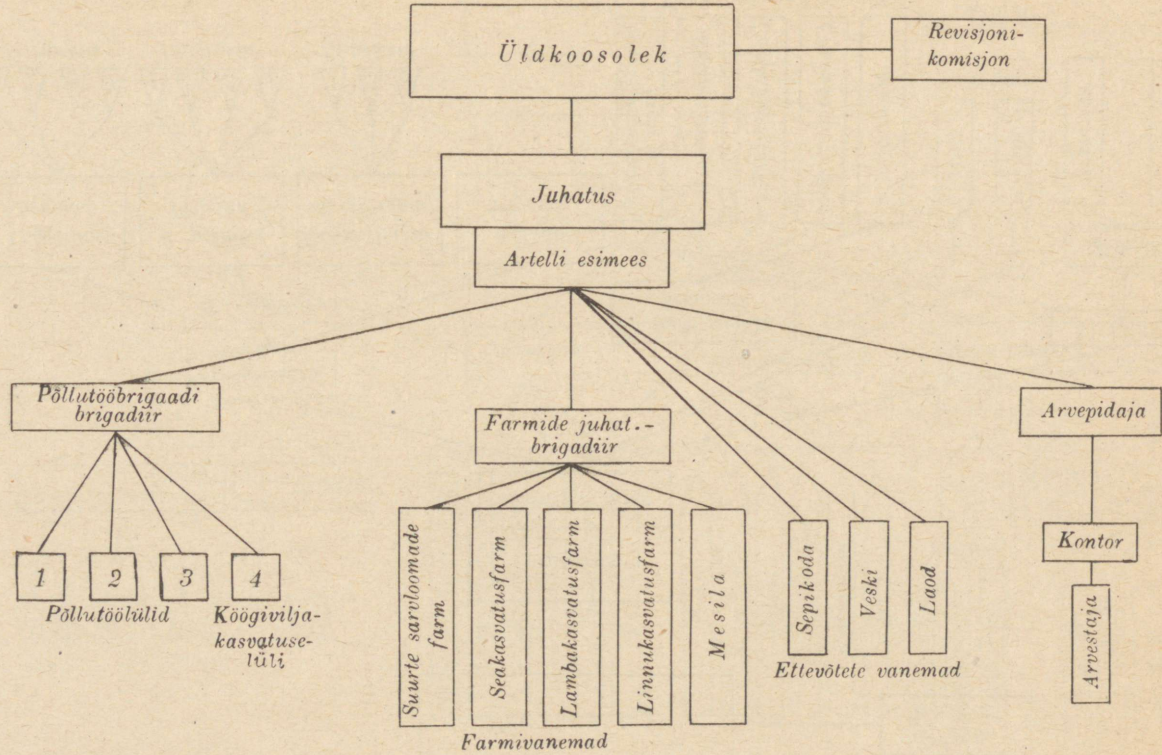 Üldkoosolek
Revisjoni-
komisjon
Juhatus
Artelli esimees
Põllutööbrigaadi
brigadiir
Farmide juhat.-
brigadiir
Arvepidaja
1
2
3
4
Põllutöölülid
Köögivilja-
kasvatuse-
lüli
Suurte sarvloomade
farm
Seakasvatusfarm
Lambakasvatusfarm
Linnukasvatusfarm
Mesila
Farmivanemad
Sepikoda
Veski
Laod
Ettevõtete vanemad
Kontor
Arvestaja